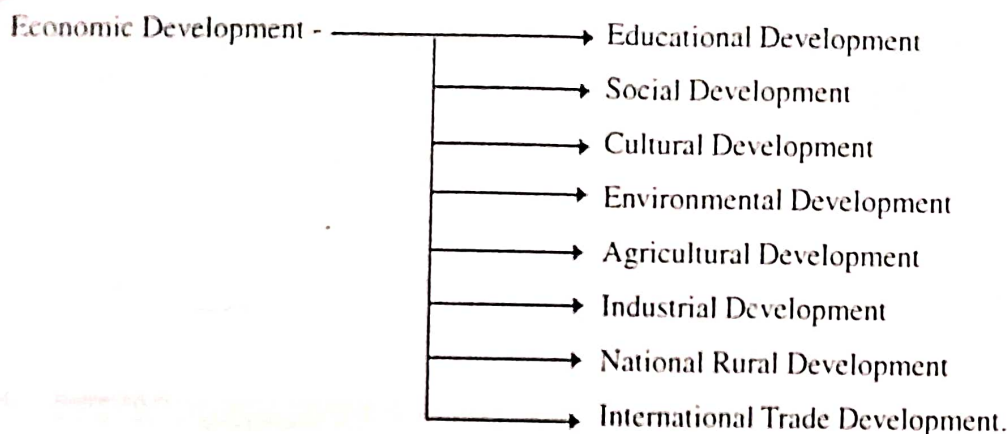 Economic Development - Educational Development
Social Development
Cultural Development
Environmental Development
Agricultural Development
Industrial Development
National Rural Development
International Trade Development.